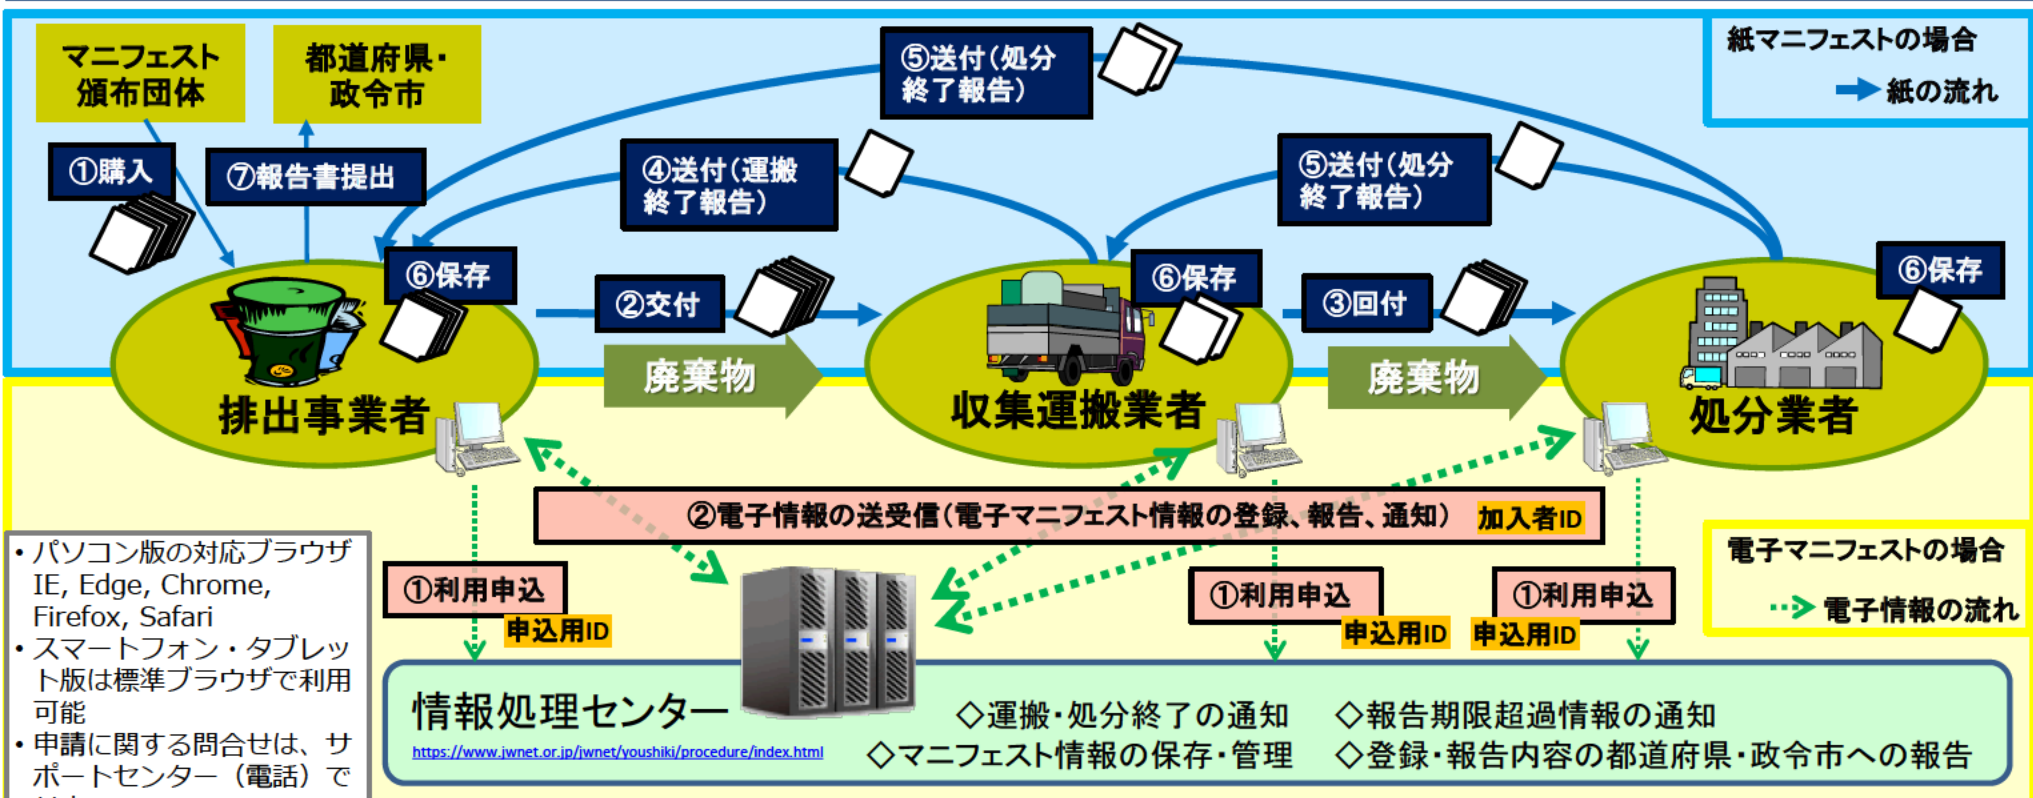 マニフェスト
頒布団体
都道府県・
政令市
⑤送付(処分
終了報告)
紙マニフェストの場合
紙の流れ
①購入
⑦報告書提出
④送付(運搬
終了報告)
⑤送付(処分
終了報告)
⑥保存
⑥保存
⑥保存
②交付
③回付
廃棄物
廃棄物
排出事業者
収集運搬業者
処分業者
②電子情報の送受信(電子マニフェスト情報の登録、報告、通知)
加入者ID
電子マニフェストの場合
電子情報の流れ
・パソコン版の対応ブラウザ
IE, Edge, Chrome,
Firefox, Safari
・スマートフォン・タブレッ
ト版は標準ブラウザで利用
可能
・申請に関する問合せは、サ
ポートセンター（電話）で
①利用申込
申込用ID
①利用申込
申込用ID
①利用申込
申込用ID
情報処理センター
https://www.jwnet.or.jp/jwnet/youshiki/procedure/index.html
◇運搬・処分終了の通知
◇報告期限超過情報の通知
◇マニフェスト情報の保存・管理
◇登録・報告内容の都道府県・政令市への報告